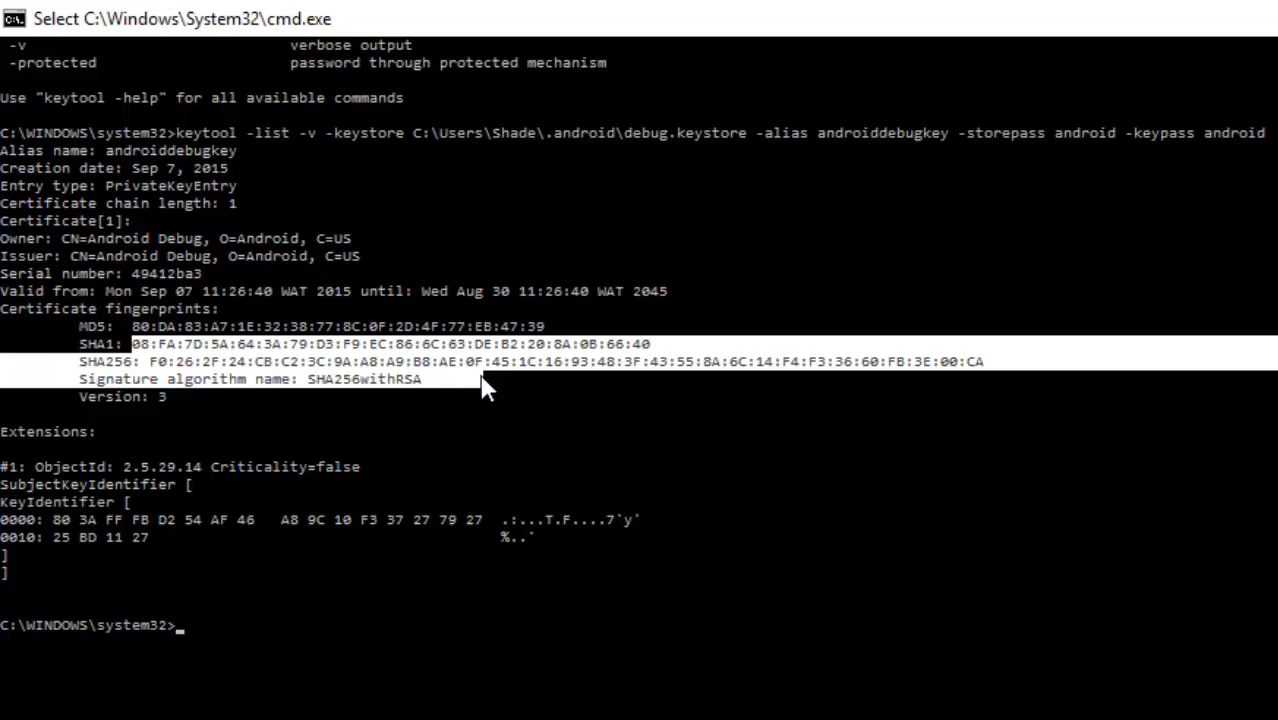 Select C:\Windows\System32\cmd.exe
-v                              verbose output
-protected                      password through protected mechanism
Use "keytool -help" for all available commands
C:\WINDOWS\system32>keytool -list -v -keystore C:\Users\Shade\.android\debug.keystore -alias androiddebugkey -storepass android -keypass android
Alias name: androiddebugkey
Creation date: Sep 7, 2015
Entry type: PrivateKeyEntry
Certificate chain length: 1
Certificate[1]:
Owner: CN=Android Debug, O=Android, C=US
Issuer: CN=Android Debug, O=Android, C=US
Serial number: 49412ba3
Valid from: Mon Sep 07 11:26:40 WAT 2015 until: Wed Aug 30 11:26:40 WAT 2045
Certificate fingerprints:
MD5:  80:DA:83:A7:1E:32:38:77:8C:0F:2D:4F:77:EB:47:39
SHA1: 08:FA:7D:5A:64:3A:79:D3:F9:EC:86:6C:63:DE:B2:20:8A:0B:66:40
SHA256: F0:26:2F:24:CB:C2:3C:9A:A8:A9:B8:AE:0F:45:1C:16:93:48:3F:43:55:8A:6C:14:F4:F3:36:60:FB:3E:00:CA
Signature algorithm name: SHA256withRSA
Version: 3
Extensions:
#1: ObjectId: 2.5.29.14 Criticality=false
SubjectKeyIdentifier [
KeyIdentifier [
0000: 80 3A FF FB D2 54 AF 46   A8 9C 10 F3 37 27 79 27  .:...T.F....7'y'
0010: 25 BD 11 27                                        %..'
]
]
C:\WINDOWS\system32>